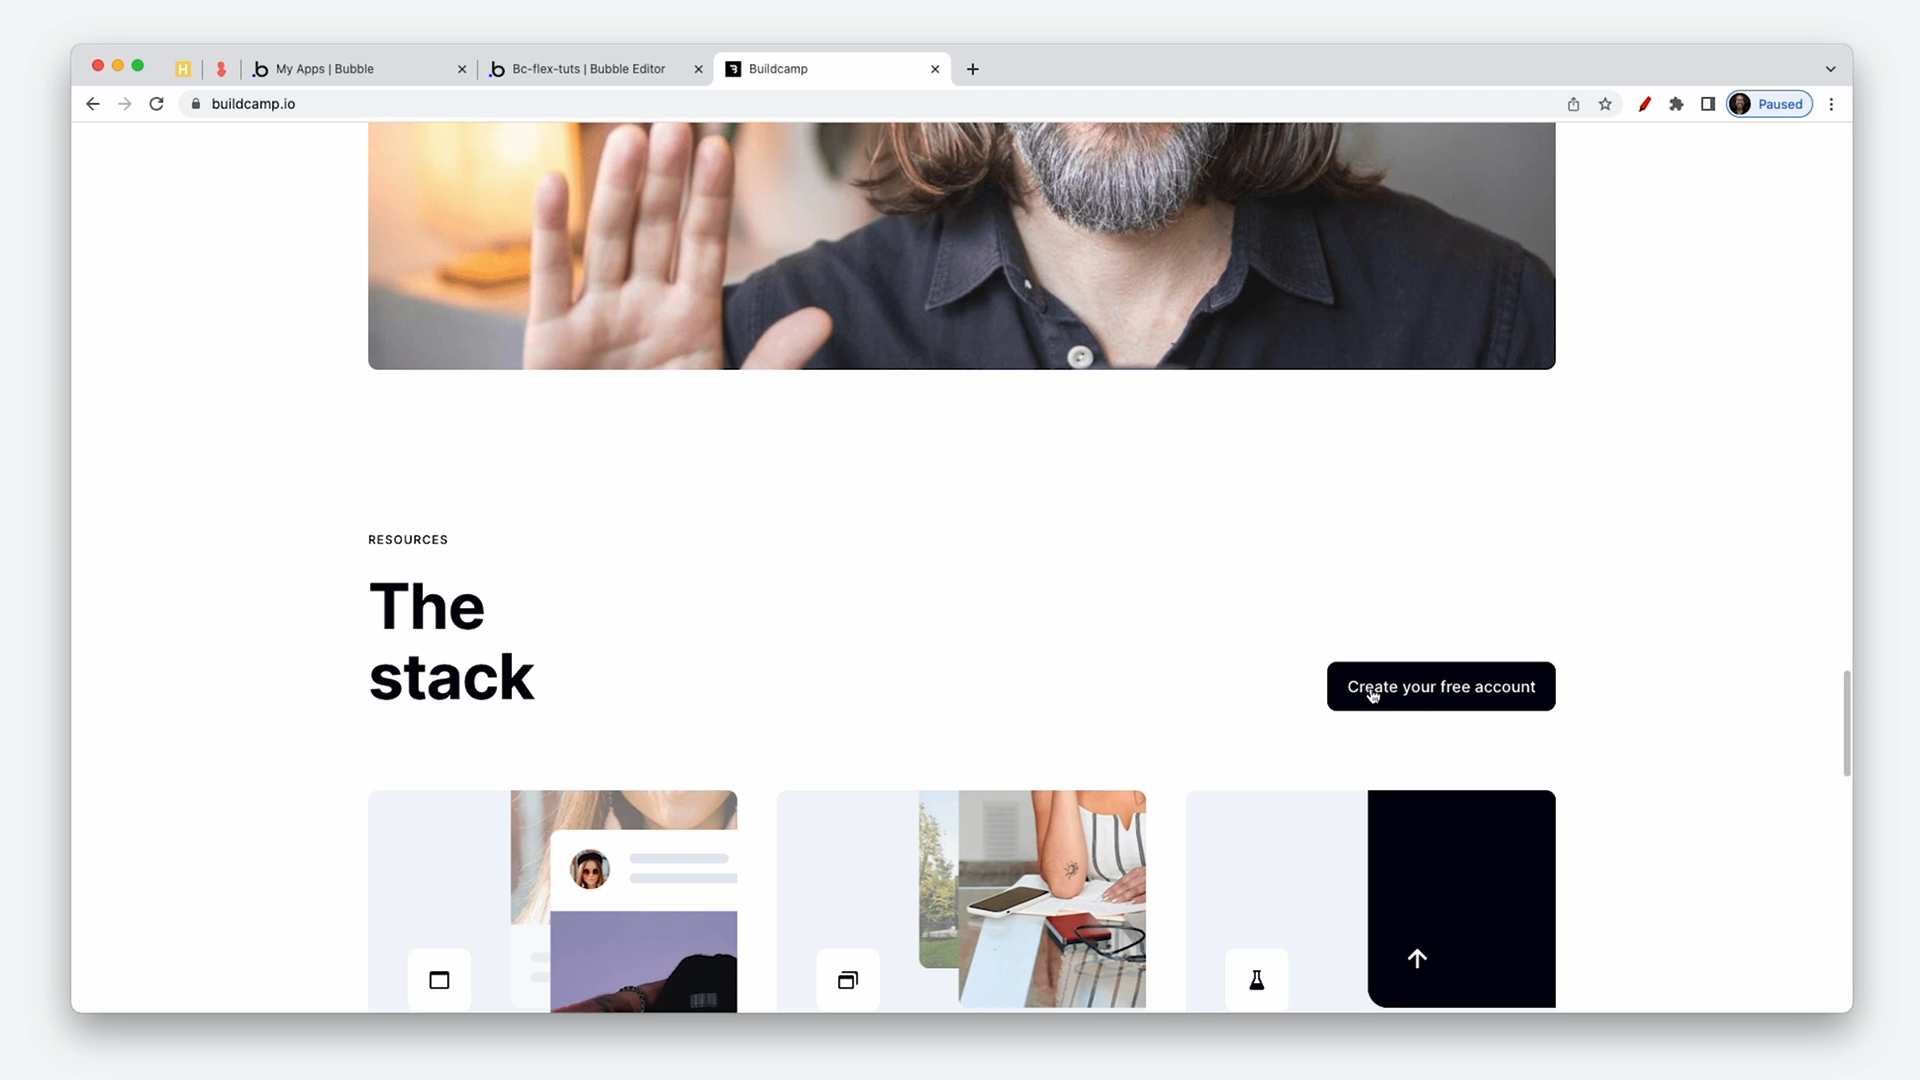 My Apps | Bubble
Bc-flex-tuts | Bubble Editor
Buildcamp
buildcamp.io
Paused
RESOURCES
The
stack
Create your free account